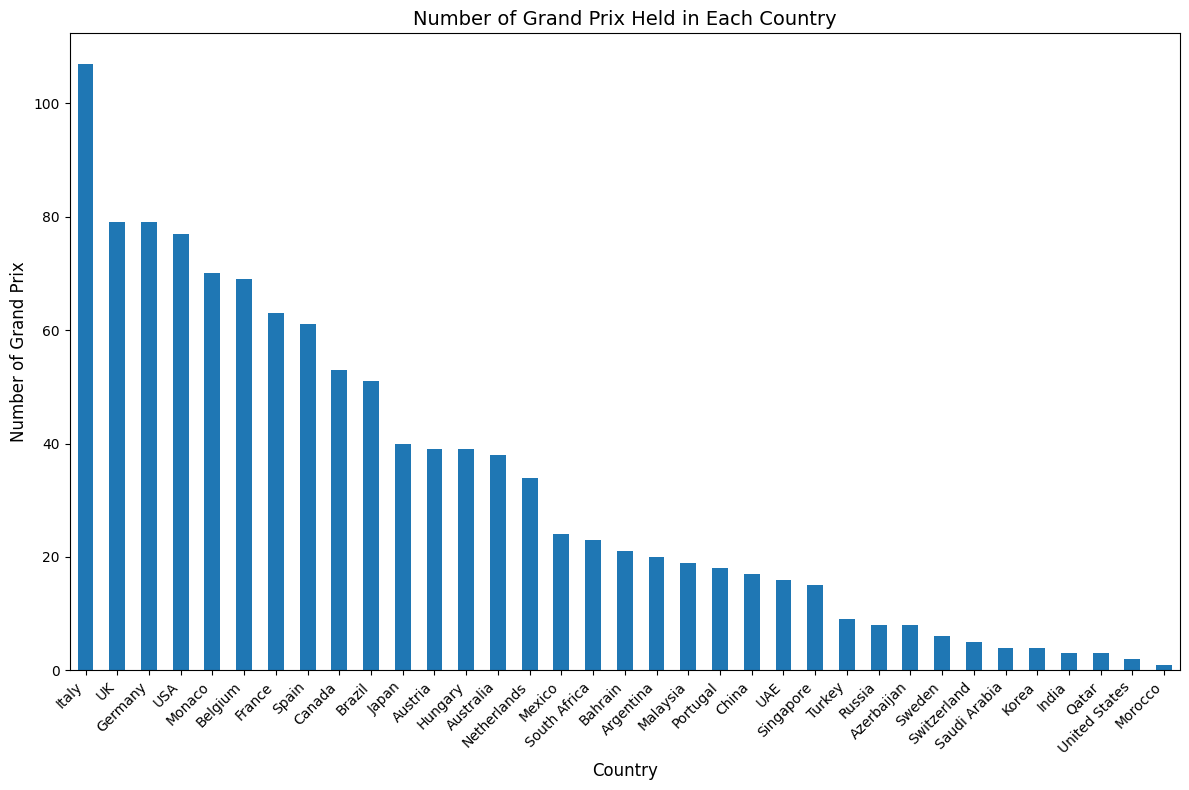 Number of Grand Prix Held in Each Country
Number of Grand Prix
100
80
60
40
20
0
Italy
UK
Germany
USA
Monaco
Belgium
France
Spain
Canada
Brazil
Japan
Austria
Hungary
Australia
Netherlands
Mexico
South Africa
Bahrain
Argentina
Malaysia
Portugal
China
UAE
Singapore
Turkey
Russia
Azerbaijan
Sweden
Switzerland
Saudi Arabia
Korea
India
Qatar
United States
Morocco
Country